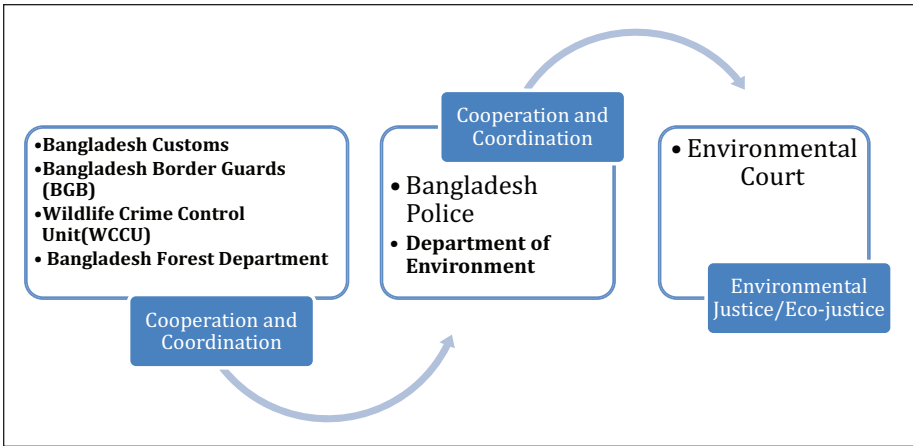 •Bangladesh Customs
•Bangladesh Border Guards
(BGB)
•Wildlife Crime Control
Unit(WCCU)
• Bangladesh Forest Department
Cooperation and
Coordination
Cooperation and
Coordination
• Bangladesh
Police
• Department of
Environment
• Environmental
Court
Environmental
Justice/Eco-justice